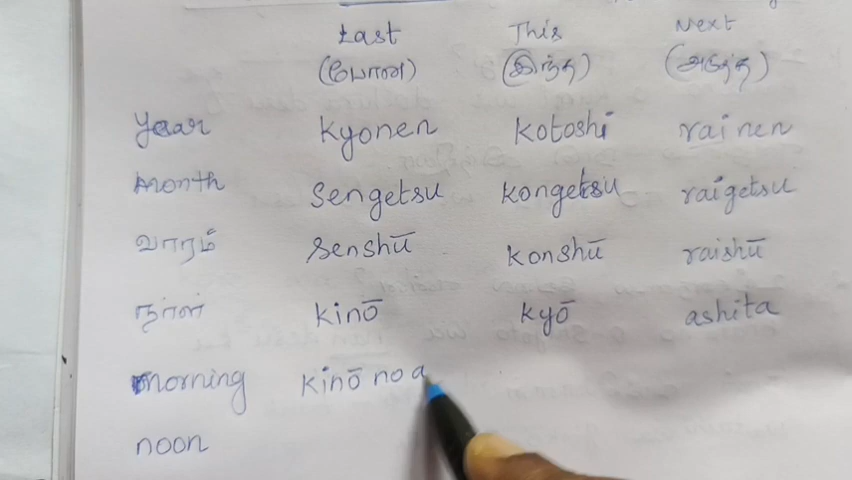 Last This Next
(போன) (இந்த) (அடுத்த)
year kyonen kotoshi rainen
month sengetsu kongetsu raigetsu
வாரம் senshū konshū raishū
நாள் kinō kyō ashita
morning kinō no a
noon